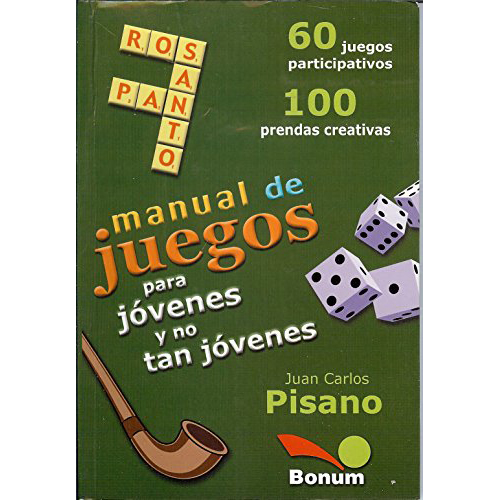 ROS
PAN
SANTO
60 juegos
participativos
100
prendas creativas
manual de
juegos
para
jóvenes
y no
tan jóvenes
Juan Carlos
Pisano
Bonum